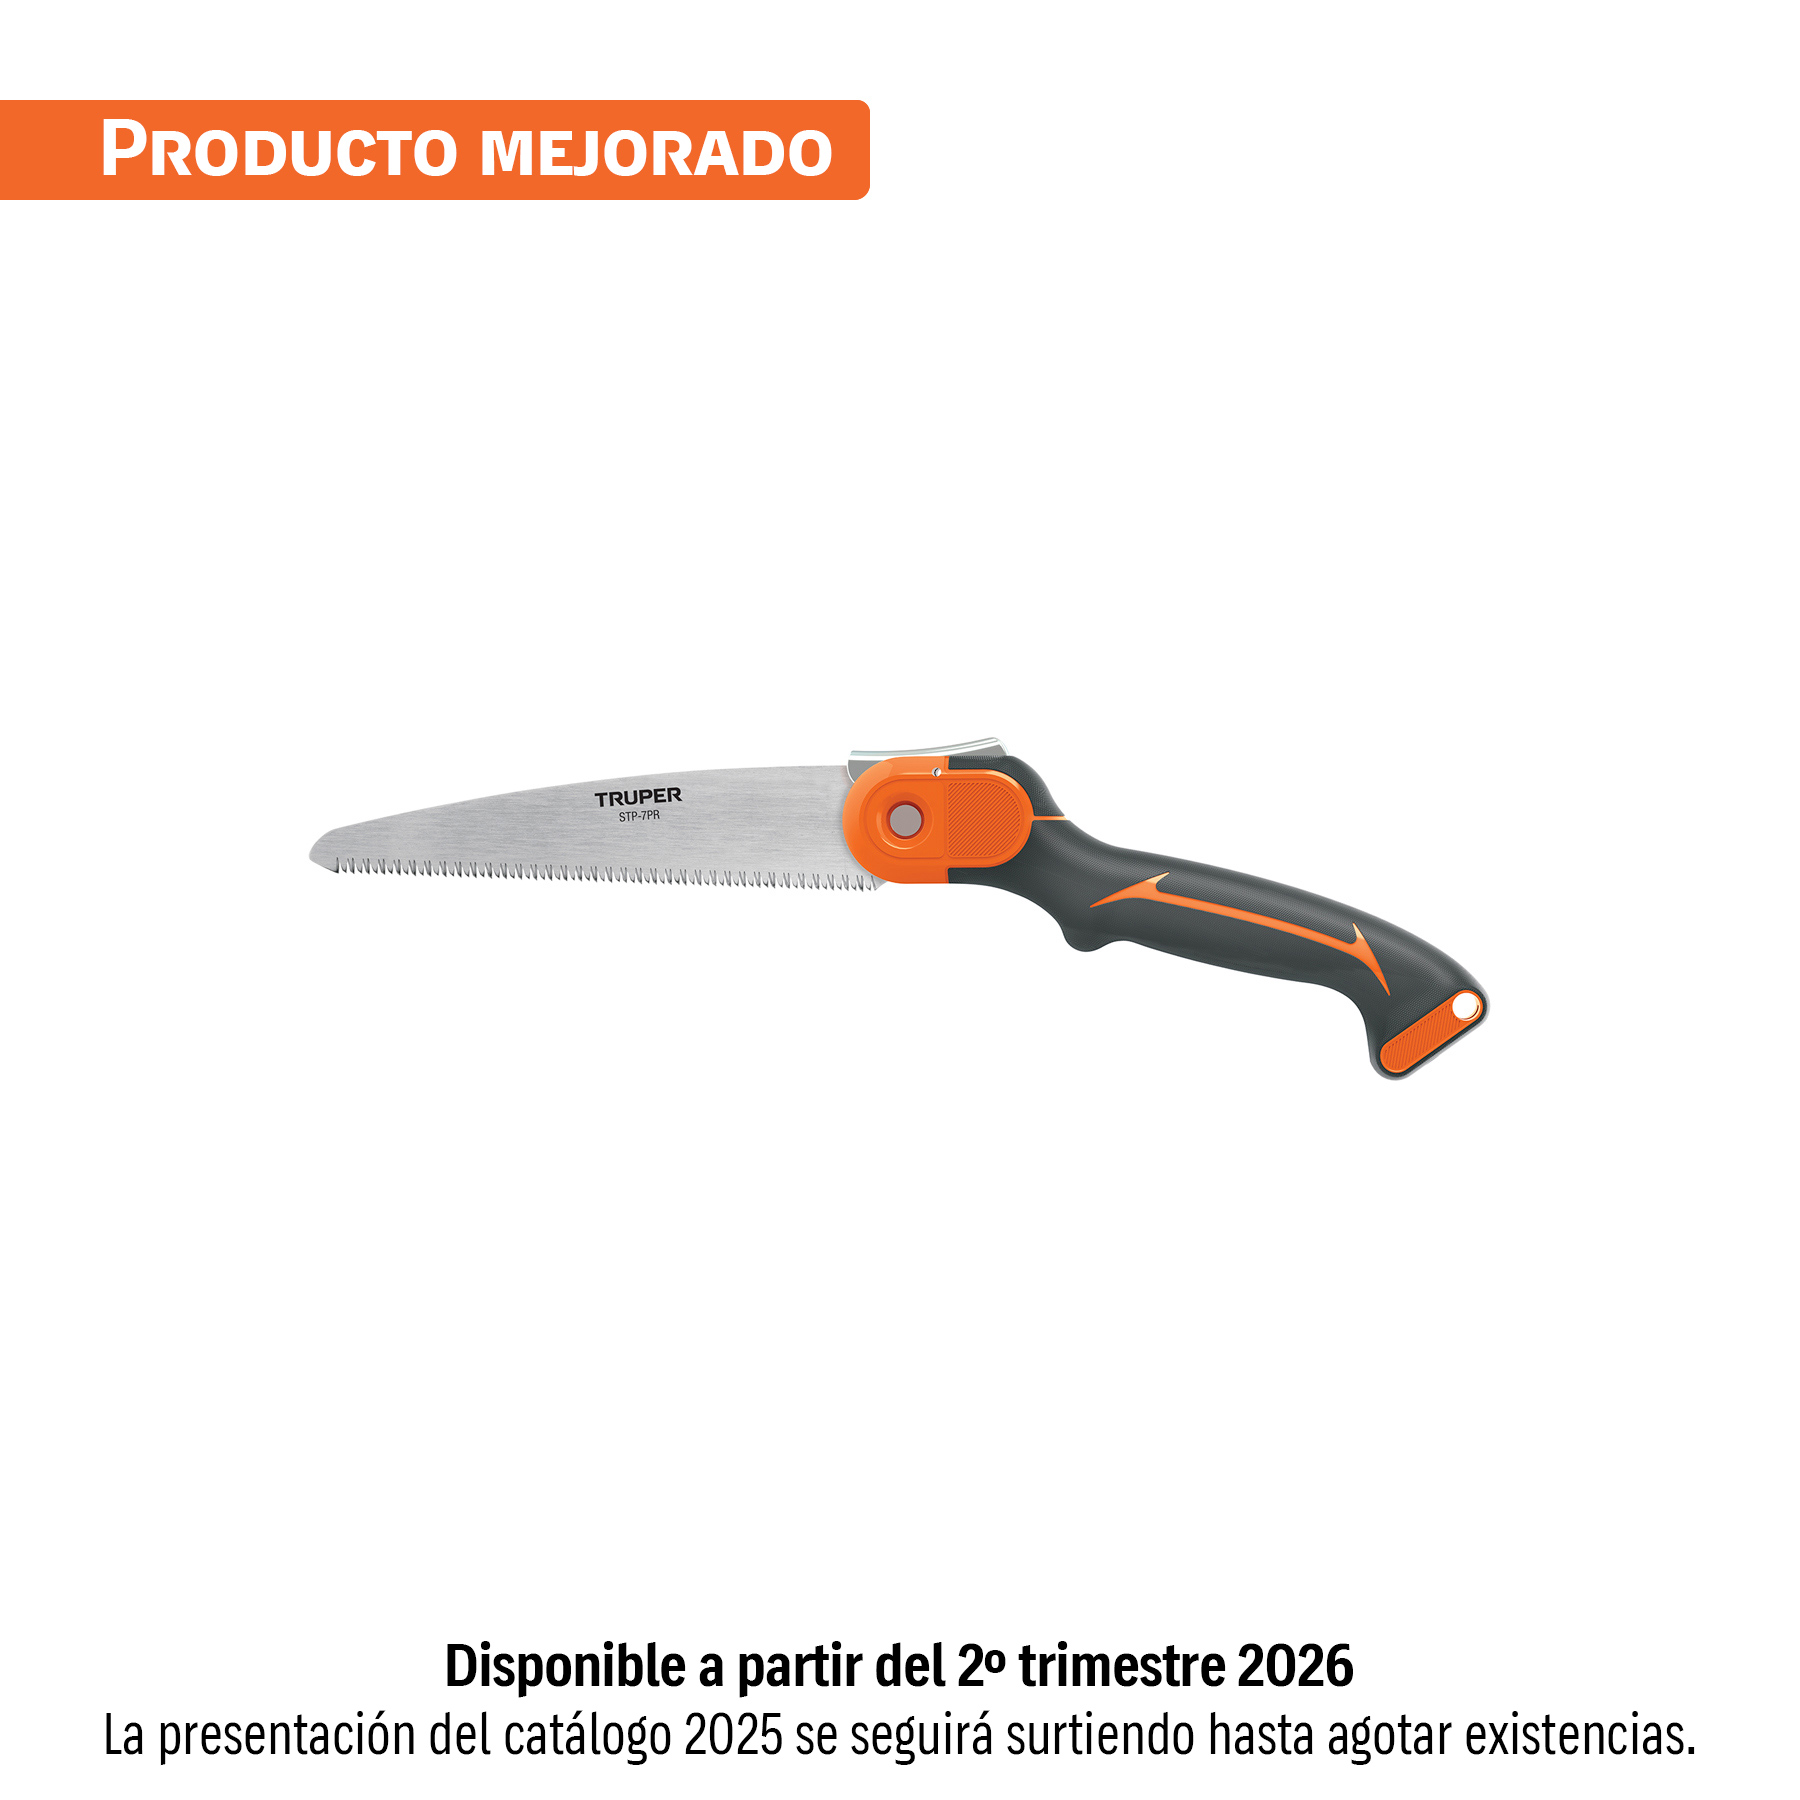 Producto mejorado
TRUPER
STP-7PR
Disponible a partir del 2º trimestre 2026
La presentación del catálogo 2025 se seguirá surtiendo hasta agotar existencias.